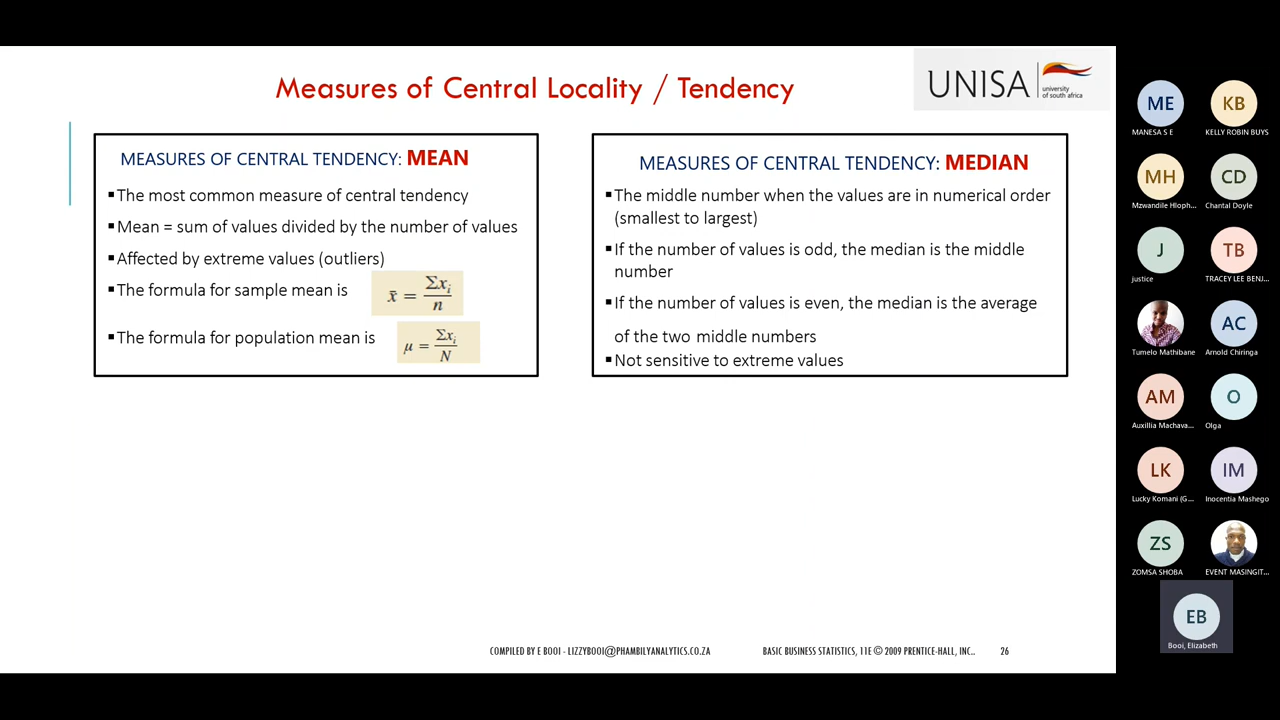 Measures of Central Locality / Tendency
UNISA
university
of south africa
MEASURES OF CENTRAL TENDENCY: MEAN
▪The most common measure of central tendency
▪Mean = sum of values divided by the number of values
▪Affected by extreme values (outliers)
▪The formula for sample mean is x̄ = Σxᵢ / n
▪The formula for population mean is μ = Σxᵢ / N
MEASURES OF CENTRAL TENDENCY: MEDIAN
▪The middle number when the values are in numerical order
(smallest to largest)
▪If the number of values is odd, the median is the middle
number
▪If the number of values is even, the median is the average
of the two middle numbers
▪Not sensitive to extreme values
COMPILED BY E BOOI - LIZZYBOOI@PHAMBILYANALYTICS.CO.ZA
BASIC BUSINESS STATISTICS, 11E © 2009 PRENTICE-HALL, INC..
26
ME
MANESA S E
KB
KELLY ROBIN BUYS
MH
Mzwandile Hloph...
CD
Chantal Doyle
J
justice
TB
TRACEY LEE BENJ...
Tumelo Mathibane
AC
Arnold Chiringa
AM
Auxillia Machava...
O
Olga
LK
Lucky Komani (G...
IM
Inocentia Mashego
ZS
ZOMSA SHOBA
EVENT MASINGIT...
EB
Booi, Elizabeth